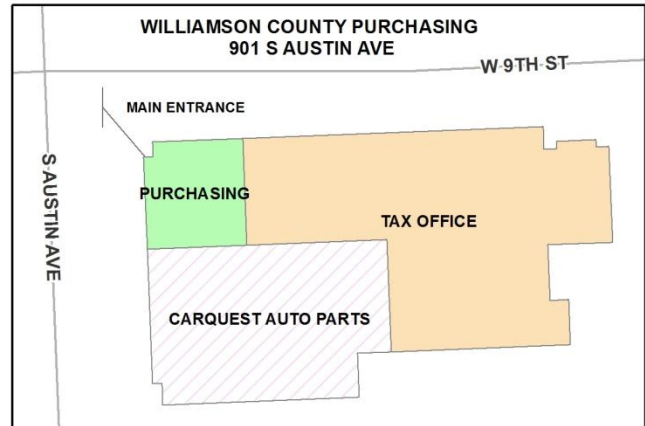 WILLIAMSON COUNTY PURCHASING
901 S AUSTIN AVE
W 9TH ST
MAIN ENTRANCE
S AUSTIN AVE
PURCHASING
TAX OFFICE
CARQUEST AUTO PARTS